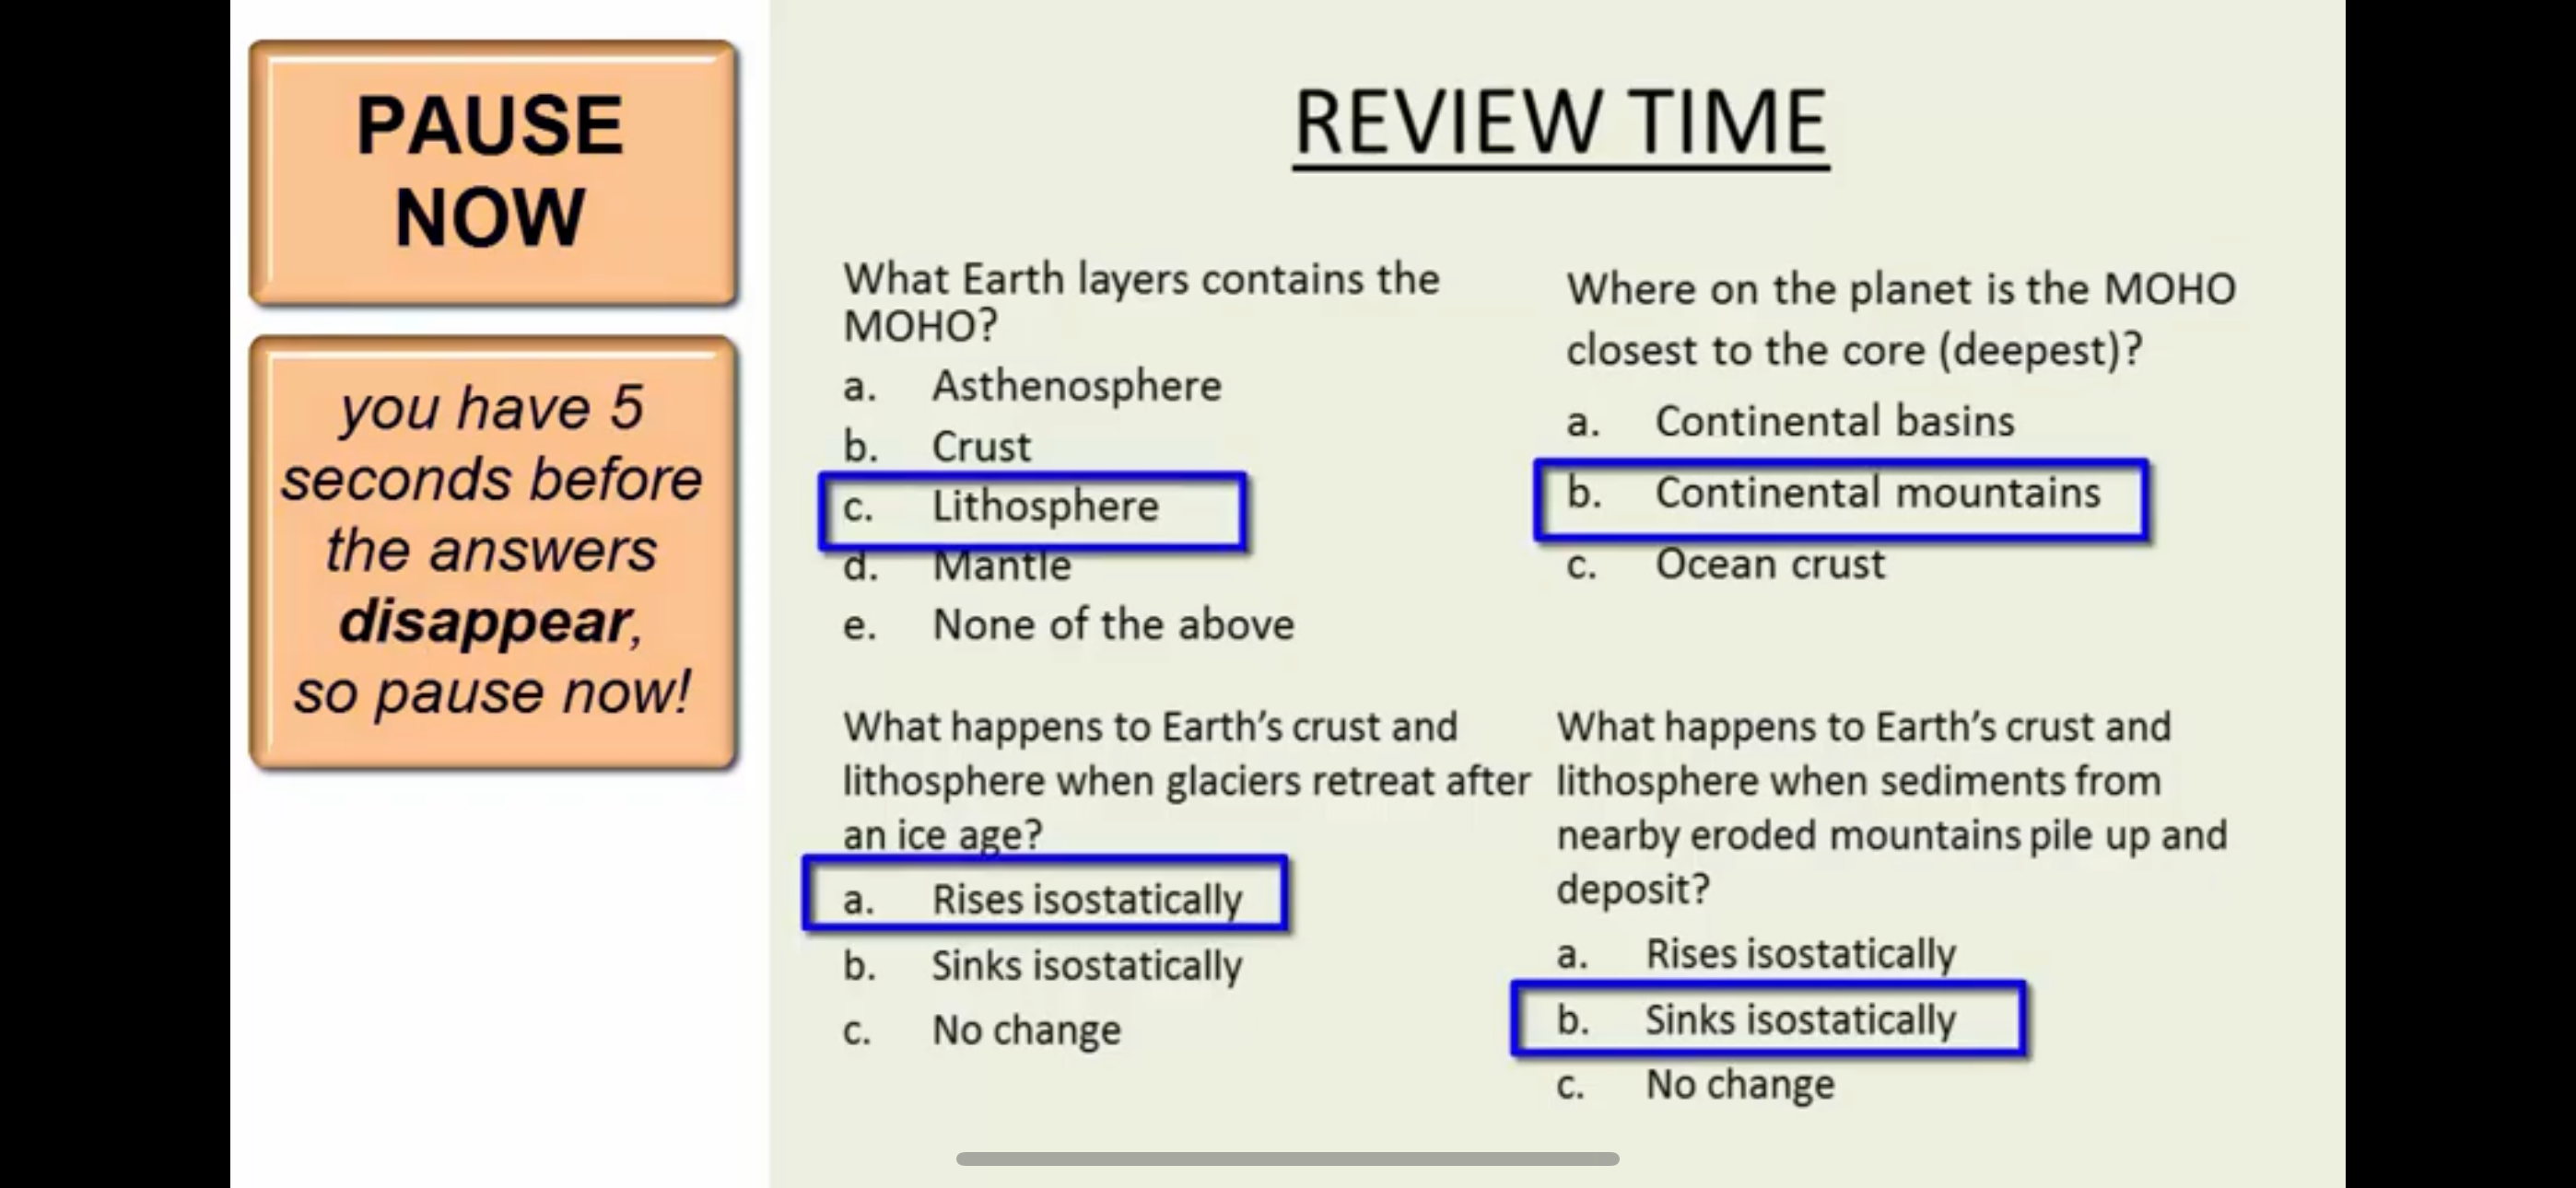 PAUSE
NOW
you have 5
seconds before
the answers
disappear,
so pause now!
REVIEW TIME
What Earth layers contains the
MOHO?
a. Asthenosphere
b. Crust
c. Lithosphere
d. Mantle
e. None of the above
Where on the planet is the MOHO
closest to the core (deepest)?
a. Continental basins
b. Continental mountains
c. Ocean crust
What happens to Earth’s crust and
lithosphere when glaciers retreat after
an ice age?
a. Rises isostatically
b. Sinks isostatically
c. No change
What happens to Earth’s crust and
lithosphere when sediments from
nearby eroded mountains pile up and
deposit?
a. Rises isostatically
b. Sinks isostatically
c. No change